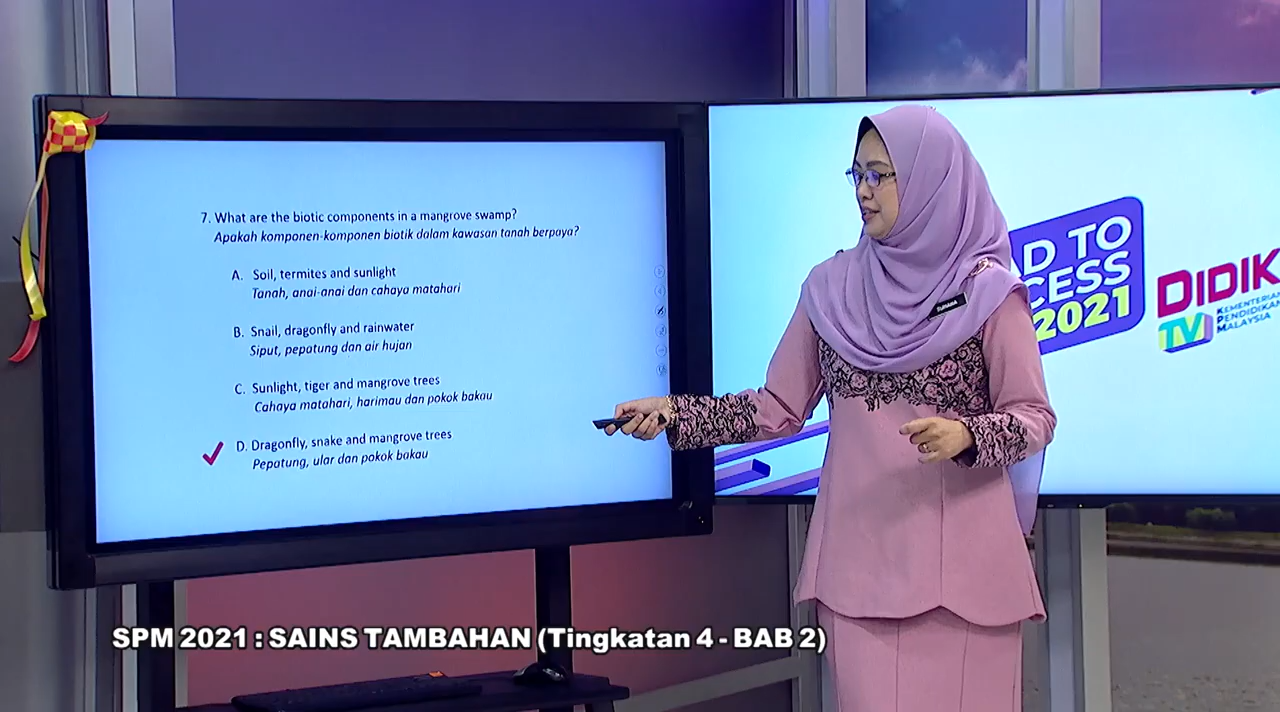 7. What are the biotic components in a mangrove swamp?
Apakah komponen-komponen biotik dalam kawasan tanah berpaya?
A. Soil, termites and sunlight
Tanah, anai-anai dan cahaya matahari
B. Snail, dragonfly and rainwater
Siput, pepatung dan air hujan
C. Sunlight, tiger and mangrove trees
Cahaya matahari, harimau dan pokok bakau
D. Dragonfly, snake and mangrove trees
Pepatung, ular dan pokok bakau
AD TO
CESS
2021
DIDIK
TV
KEMENTERIAN
PENDIDIKAN
MALAYSIA
SPM 2021 : SAINS TAMBAHAN (Tingkatan 4 - BAB 2)